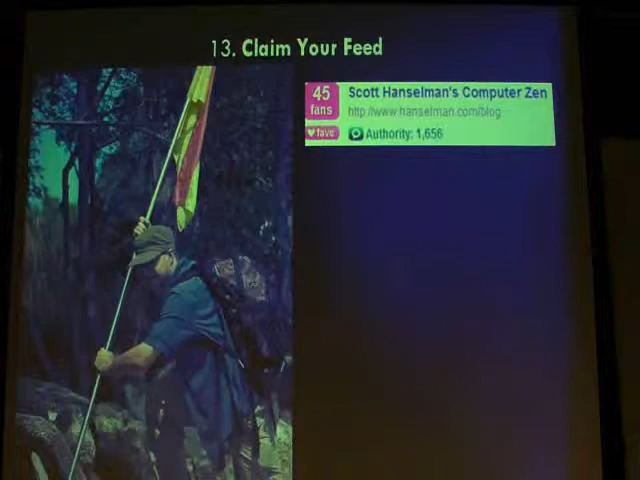 13. Claim Your Feed
45
fans
fave
Scott Hanselman's Computer Zen
http://www.hanselman.com/blog
Authority: 1,656